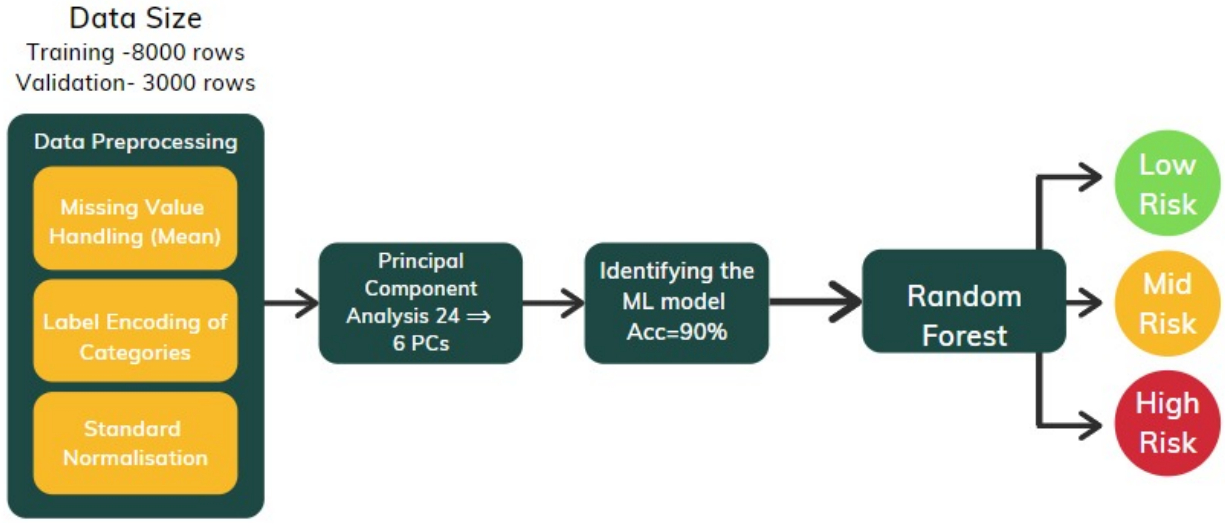 Data Size
Training -8000 rows
Validation- 3000 rows
Data Preprocessing
Missing Value
Handling (Mean)
Label Encoding of
Categories
Standard
Normalisation
Principal
Component
Analysis 24 ⇒
6 PCs
Identifying the
ML model
Acc=90%
Random
Forest
Low
Risk
Mid
Risk
High
Risk